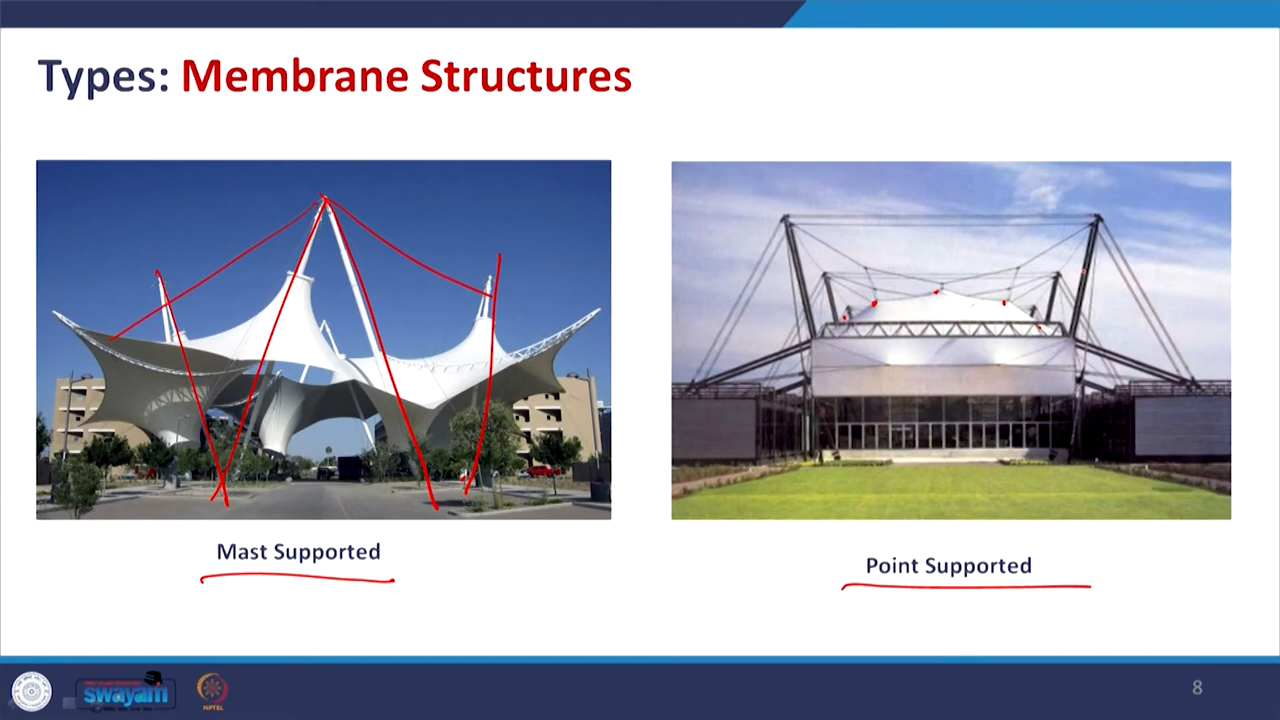 Types: Membrane Structures
Mast Supported
Point Supported
swayam
NPTEL
8